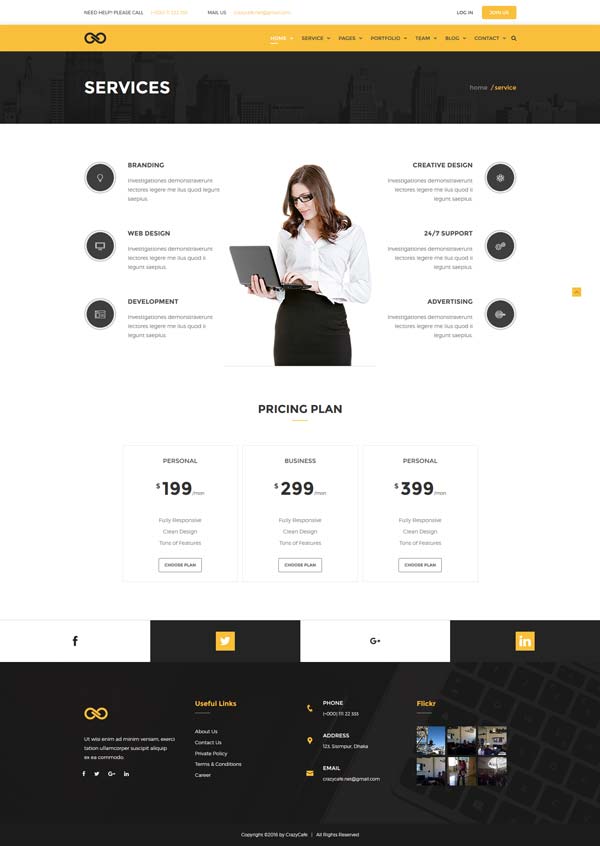 NEED HELP? PLEASE CALL (+000) 111 222 333 MAIL US crazycafe.net@gmail.com LOG IN JOIN US
HOME SERVICE PAGES PORTFOLIO TEAM BLOG CONTACT
SERVICES
home / service
BRANDING
Investigationes demonstraverunt
lectores legere me lius quod legunt
saepius.
WEB DESIGN
Investigationes demonstraverunt
lectores legere me lius quod ii
legunt saepius.
DEVELOPMENT
Investigationes demonstraverunt
lectores legere me lius quod ii
legunt saepius.
CREATIVE DESIGN
Investigationes demonstraverunt
lectores legere me lius quod ii
legunt saepius.
24/7 SUPPORT
Investigationes demonstraverunt
lectores legere me lius quod ii
legunt saepius.
ADVERTISING
Investigationes demonstraverunt
lectores legere me lius quod ii
legunt saepius.
PRICING PLAN
PERSONAL
$199/mon
Fully Responsive
Clean Design
Tons of Features
CHOOSE PLAN
BUSINESS
$299/mon
Fully Responsive
Clean Design
Tons of Features
CHOOSE PLAN
PERSONAL
$399/mon
Fully Responsive
Clean Design
Tons of Features
CHOOSE PLAN
Ut wisi enim ad minim veniam, exerci
tation ullamcorper suscipit aliquip
ex ea commodo.
Useful Links
About Us
Contact Us
Private Policy
Terms & Conditions
Career
PHONE
(+000) 111 22 333
ADDRESS
123, Sismpur, Dhaka
EMAIL
crazycafe.net@gmail.com
Flickr
Copyright ©2016 by CrazyCafe | All Rights Reserved